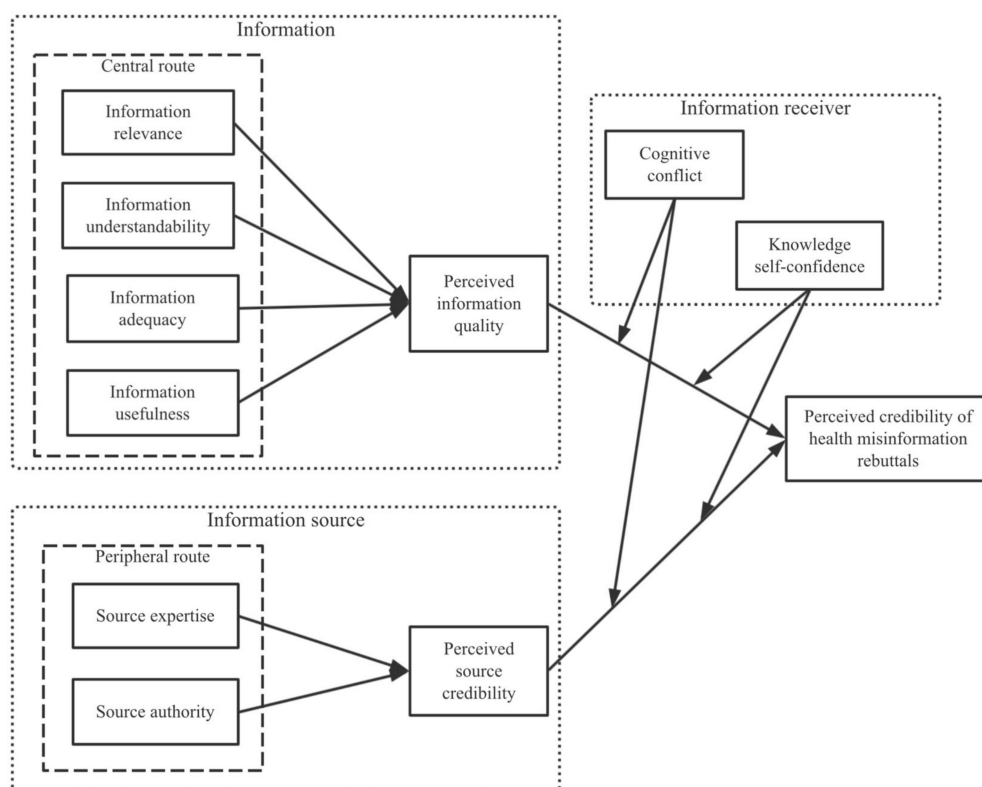 Information
Central route
Information
relevance
Information
understandability
Information
adequacy
Information
usefulness
Perceived
information
quality
Information receiver
Cognitive
conflict
Knowledge
self-confidence
Perceived credibility of
health misinformation
rebuttals
Information source
Peripheral route
Source expertise
Source authority
Perceived
source
credibility